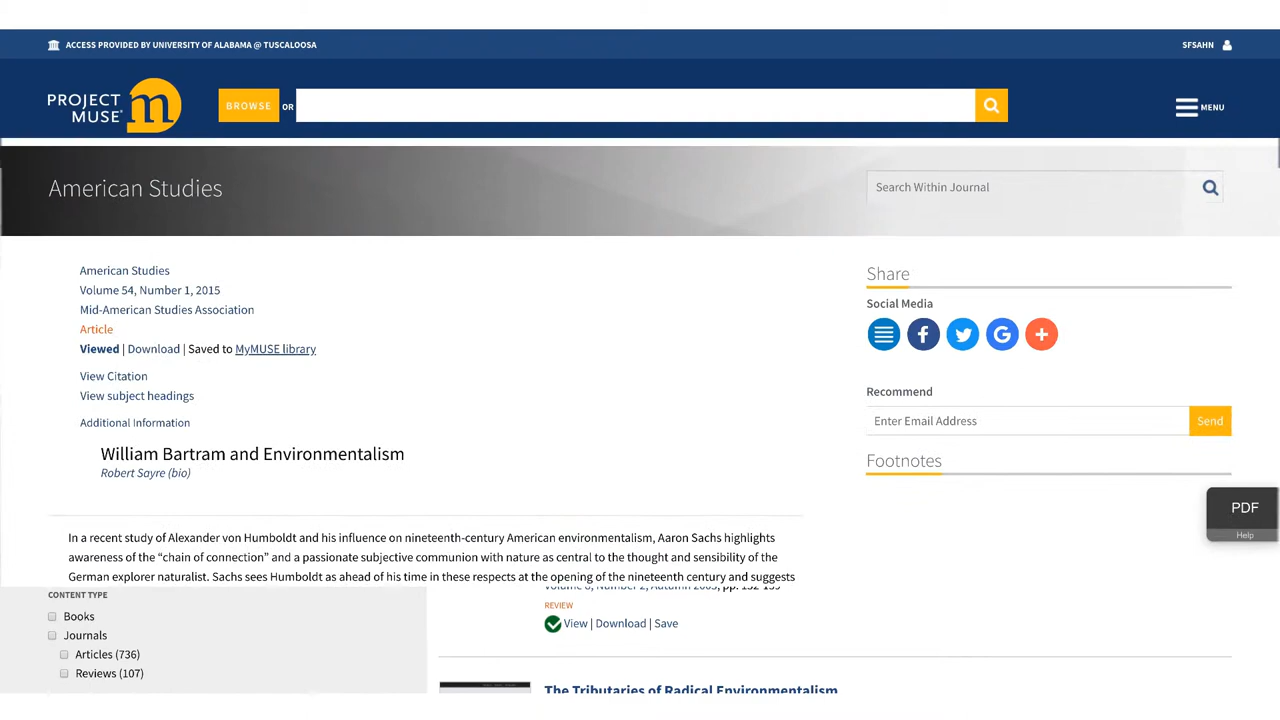 ACCESS PROVIDED BY UNIVERSITY OF ALABAMA @ TUSCALOOSA
SFSAHN
PROJECT
MUSE
BROWSE OR
MENU
American Studies
Search Within Journal
American Studies
Volume 54, Number 1, 2015
Mid-American Studies Association
Article
Viewed | Download | Saved to MyMUSE library
View Citation
View subject headings
Additional Information
William Bartram and Environmentalism
Robert Sayre (bio)
Share
Social Media
Recommend
Enter Email Address
Send
Footnotes
PDF
Help
In a recent study of Alexander von Humboldt and his influence on nineteenth-century American environmentalism, Aaron Sachs highlights
awareness of the “chain of connection” and a passionate subjective communion with nature as central to the thought and sensibility of the
German explorer naturalist. Sachs sees Humboldt as ahead of his time in these respects at the opening of the nineteenth century and suggests
CONTENT TYPE
Books
Journals
Articles (736)
Reviews (107)
REVIEW
View | Download | Save
The Tributaries of Radical Environmentalism